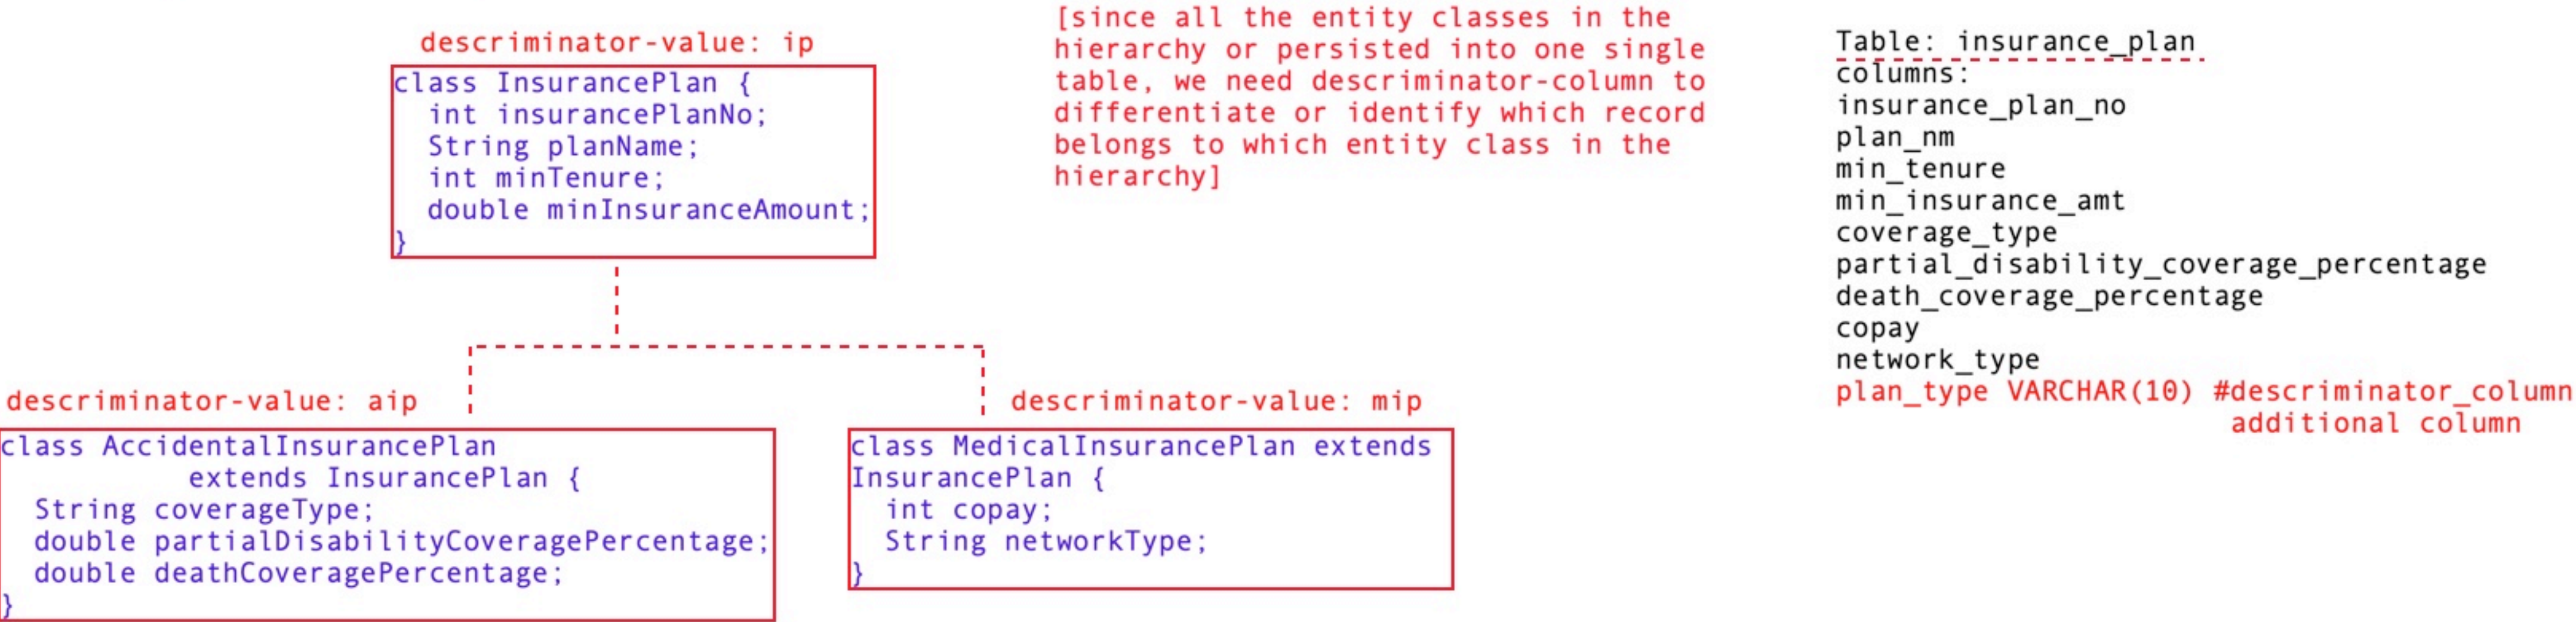 descriminator-value: ip
class InsurancePlan {
int insurancePlanNo;
String planName;
int minTenure;
double minInsuranceAmount;
}
[since all the entity classes in the
hierarchy or persisted into one single
table, we need descriminator-column to
differentiate or identify which record
belongs to which entity class in the
hierarchy]
Table: insurance_plan
columns:
insurance_plan_no
plan_nm
min_tenure
min_insurance_amt
coverage_type
partial_disability_coverage_percentage
death_coverage_percentage
copay
network_type
plan_type VARCHAR(10) #descriminator_column
additional column
descriminator-value: aip
class AccidentalInsurancePlan
extends InsurancePlan {
String coverageType;
double partialDisabilityCoveragePercentage;
double deathCoveragePercentage;
}
descriminator-value: mip
class MedicalInsurancePlan extends
InsurancePlan {
int copay;
String networkType;
}